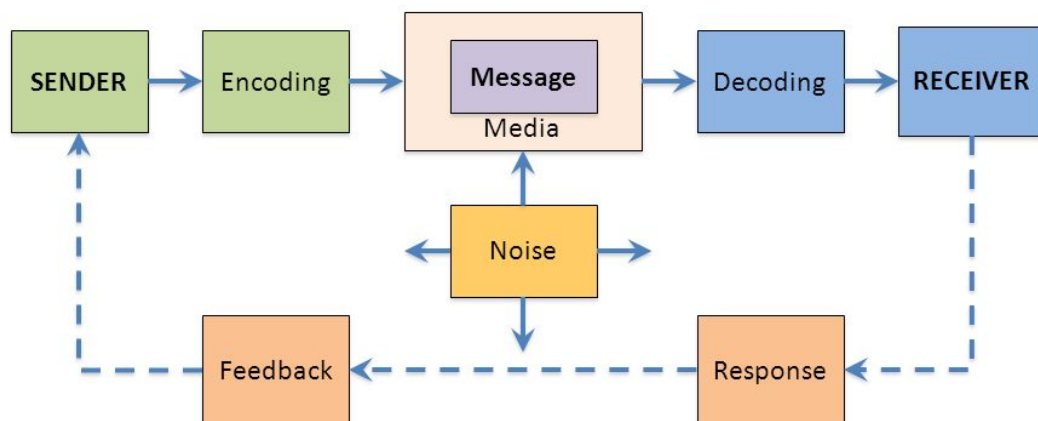 SENDER
Encoding
Message
Media
Decoding
RECEIVER
Noise
Feedback
Response